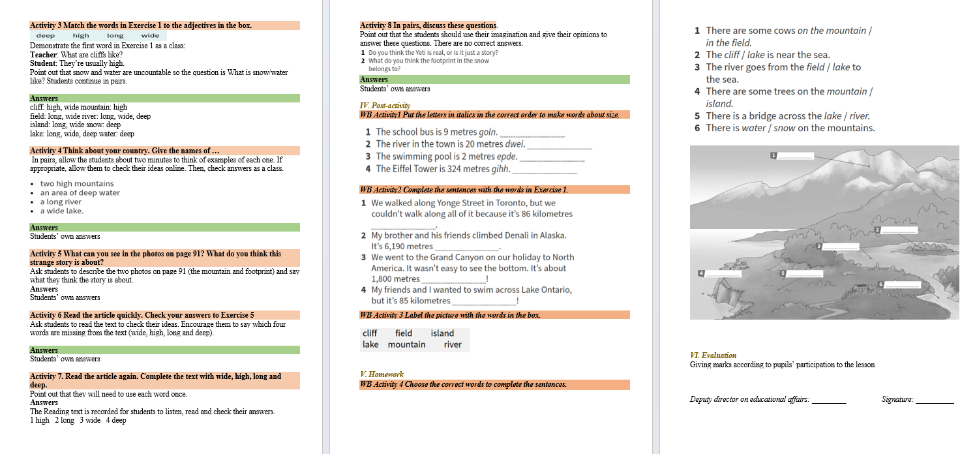 Activity 3 Match the words in Exercise 1 to the adjectives in the box.
deep high long wide
Demonstrate the first word in Exercise 1 as a class:
Teacher: What are cliffs like?
Student: They're usually high.
Point out that snow and water are uncountable so the question is What is snow/water
like? Students continue in pairs.
Answers
cliff: high, wide mountain: high
field: long, wide river: long, wide, deep
island: long, wide snow: deep
lake: long, wide, deep water: deep
Activity 4 Think about your country. Give the names of …
In pairs, allow the students about two minutes to think of examples of each one. If
appropriate, allow them to check their ideas online. Then, check answers as a class.
• two high mountains
• an area of deep water
• a long river
• a wide lake.
Answers
Students' own answers
Activity 5 What can you see in the photos on page 91? What do you think this
strange story is about?
Ask students to describe the two photos on page 91 (the mountain and footprint) and say
what they think the story is about.
Answers
Students' own answers
Activity 6 Read the article quickly. Check your answers to Exercise 5
Ask students to read the text to check their ideas. Encourage them to say which four
words are missing from the text (wide, high, long and deep).
Answers
Students' own answers
Activity 7. Read the article again. Complete the text with wide, high, long and
deep.
Point out that they will need to use each word once.
Answers
The Reading text is recorded for students to listen, read and check their answers.
1 high 2 long 3 wide 4 deep
Activity 8 In pairs, discuss these questions.
Point out that the students should use their imagination and give their opinions to
answer these questions. There are no correct answers.
1 Do you think the Yeti is real, or is it just a story?
2 What do you think the footprint in the snow
belongs to?
Answers
Students' own answers
IV. Post-activity
WB Activity1 Put the letters in italics in the correct order to make words about size.
1 The school bus is 9 metres goln. ____________
2 The river in the town is 20 metres dwei. ____________
3 The swimming pool is 2 metres epde. ____________
4 The Eiffel Tower is 324 metres gihh. ____________
WB Activity2 Complete the sentences with the words in Exercise 1.
1 We walked along Yonge Street in Toronto, but we
couldn't walk along all of it because it's 86 kilometres
____________.
2 My brother and his friends climbed Denali in Alaska.
It's 6,190 metres ____________.
3 We went to the Grand Canyon on our holiday to North
America. It wasn't easy to see the bottom. It's about
1,800 metres ____________!
4 My friends and I wanted to swim across Lake Ontario,
but it's 85 kilometres ____________!
WB Activity 3 Label the picture with the words in the box.
cliff field island
lake mountain river
V. Homework
WB Activity 4 Choose the correct words to complete the sentences.
1 There are some cows on the mountain /
in the field.
2 The cliff / lake is near the sea.
3 The river goes from the field / lake to
the sea.
4 There are some trees on the mountain /
island.
5 There is a bridge across the lake / river.
6 There is water / snow on the mountains.
1
2
3
4
5
6
VI. Evaluation
Giving marks according to pupils' participation to the lesson
Deputy director on educational affairs: ________ Signature: ________